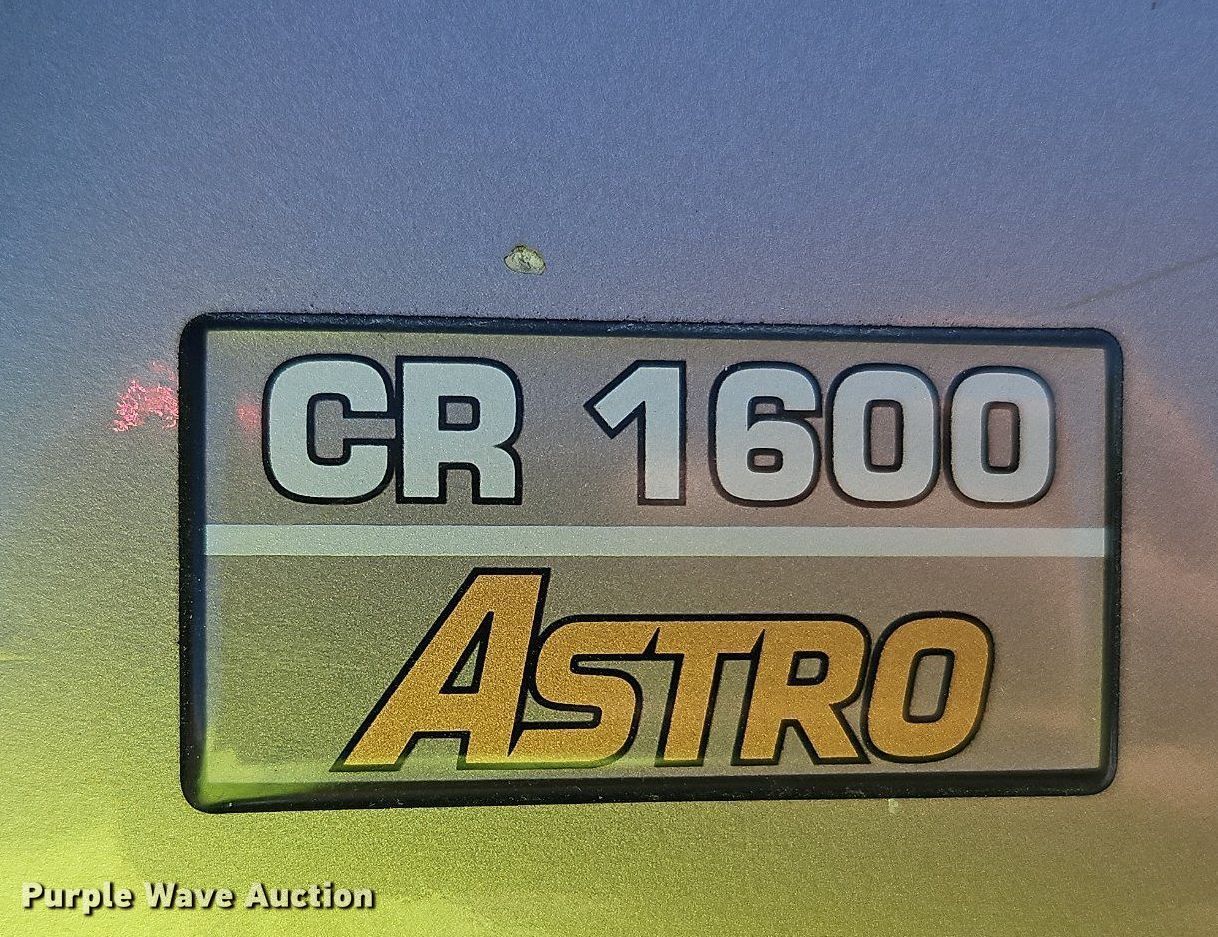 CR 1600
ASTRO
Purple Wave Auction